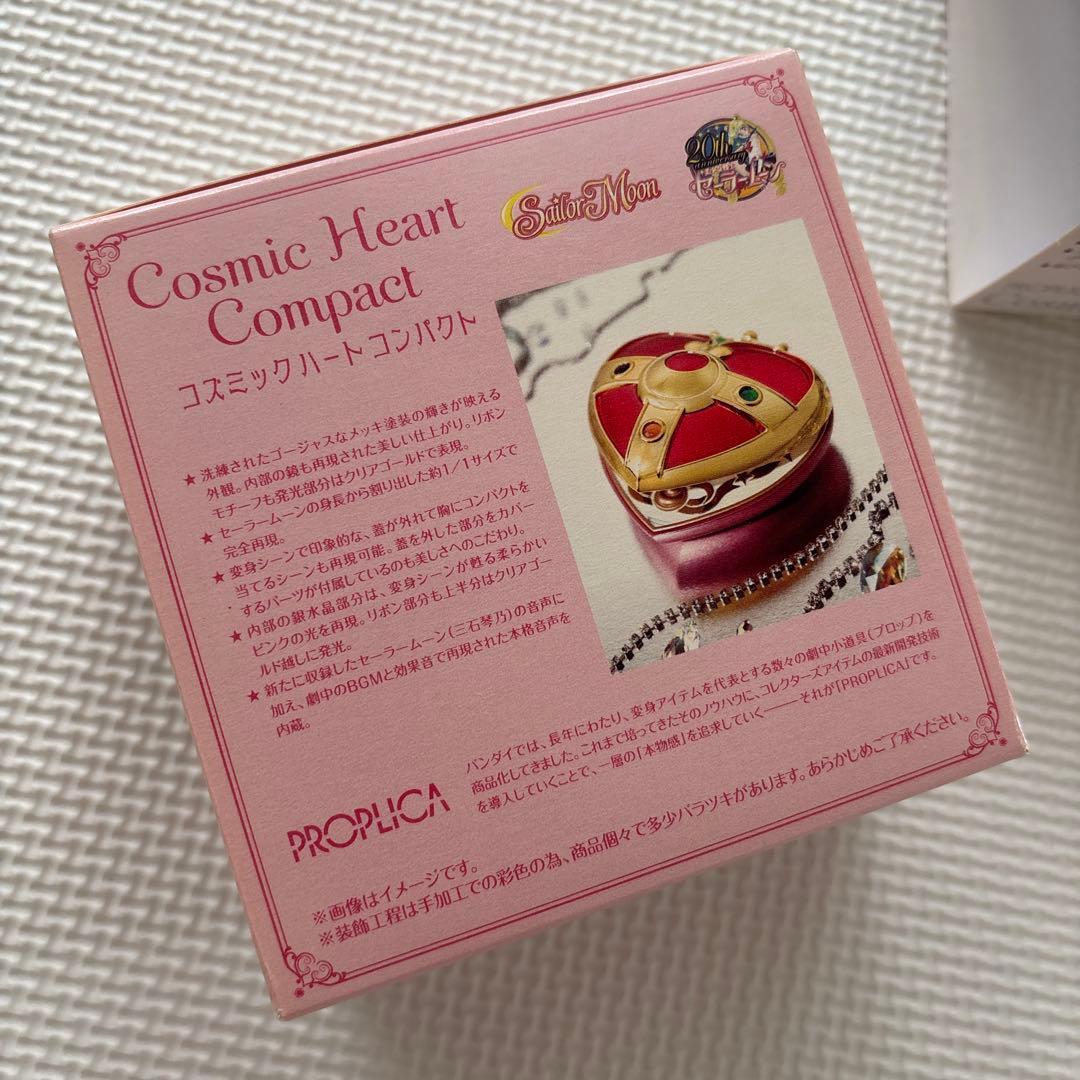 Cosmic Heart
Compact
コズミックハートコンパクト
Sailor Moon
20th
anniversary
セーラームーン
★洗練されたゴージャスなメッキ塗装の輝きが映える
外観。内部の鏡も再現された美しい仕上がり。リボン
モチーフも発光部分はクリアゴールドで表現。
★セーラームーンの身長から割り出した約1/1サイズで
完全再現。
★変身シーンで印象的な、蓋が外れて胸にコンパクトを
当てるシーンも再現可能。蓋を外した部分をカバー
するパーツが付属しているのも美しさへのこだわり。
★内部の銀水晶部分は、変身シーンが甦る柔らかい
ピンクの光を再現。リボン部分も上半分はクリアゴー
ルド越しに発光。
★新たに収録したセーラームーン(三石琴乃)の音声に
加え、劇中のBGMと効果音で再現された本格音声を
内蔵。
PROPLICA
バンダイでは、長年にわたり、変身アイテムを代表とする数々の劇中小道具(プロップ)を
商品化してきました。これまで培ってきたそのノウハウに、コレクターズアイテムの最新開発技術
を導入していくことで、一層の「本物感」を追求していく———それが「PROPLICA」です。
※画像はイメージです。
※装飾工程は手加工での彩色の為、商品個々で多少バラツキがあります。あらかじめご了承ください。